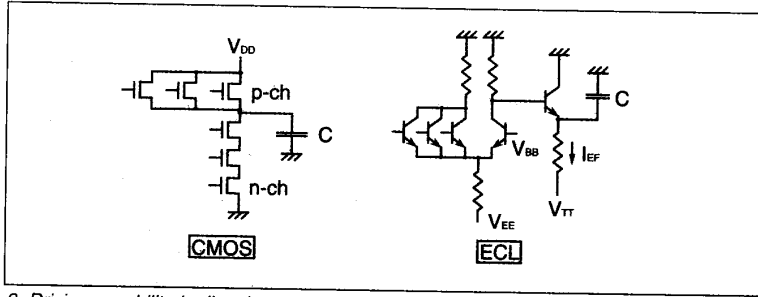 VDD
p-ch
C
n-ch
CMOS
C
VBB
IEF
VEE
VTT
ECL